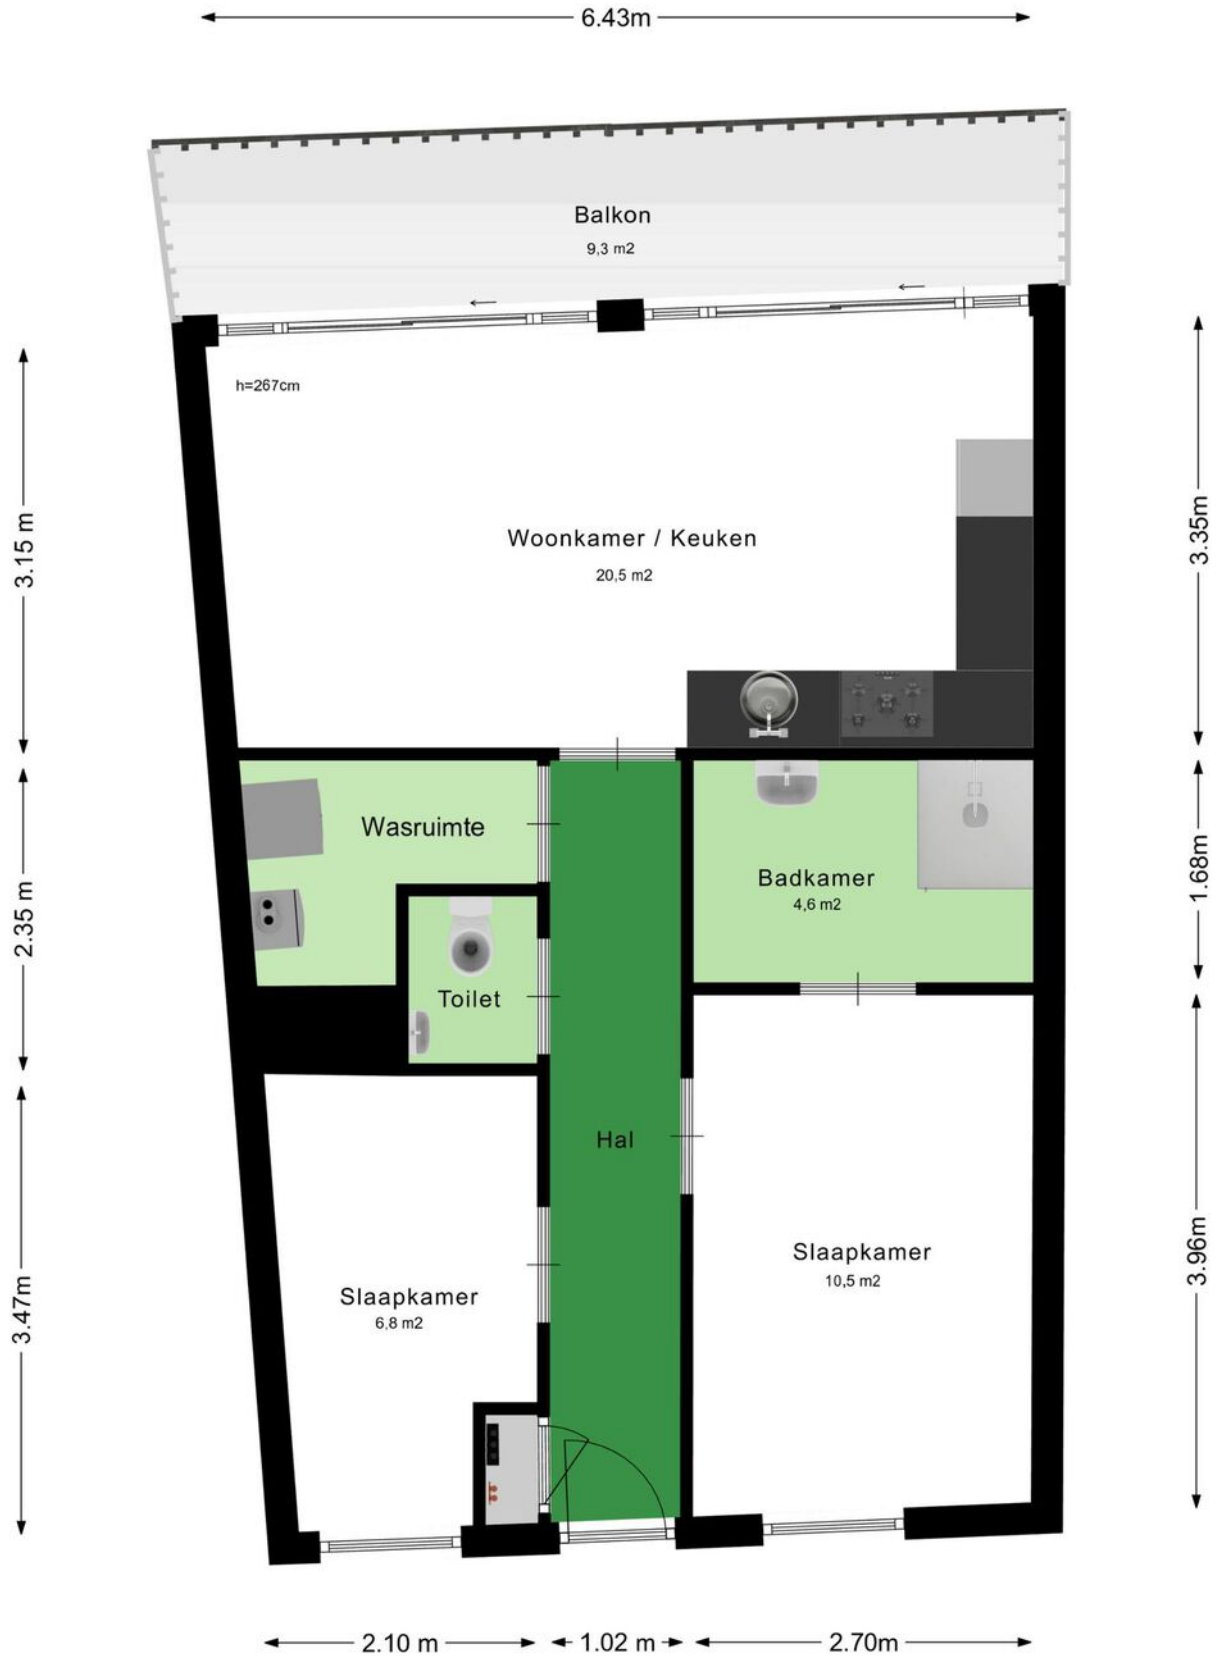 6.43m
Balkon
9,3 m2
h=267cm
3.15 m
3.35m
Woonkamer / Keuken
20,5 m2
Wasruimte
Badkamer
4,6 m2
2.35 m
1.68m
Toilet
Hal
Slaapkamer
10,5 m2
Slaapkamer
6,8 m2
3.47m
3.96m
2.10 m
1.02 m
2.70m